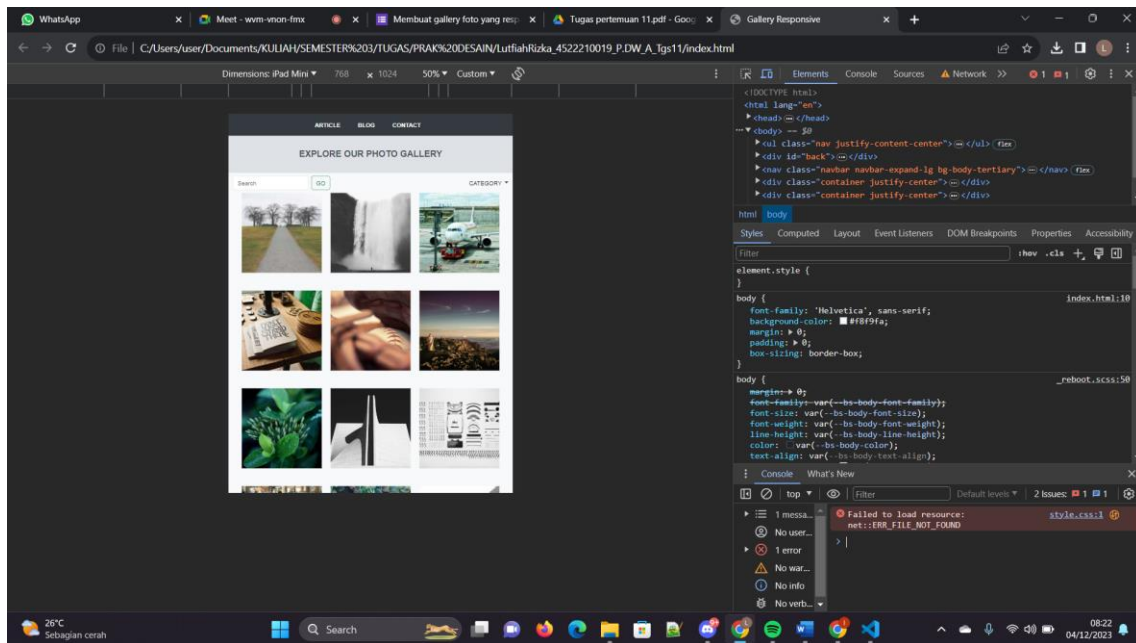 WhatsApp
Meet - wvm-vnon-fmx
Membuat gallery foto yang resp
Tugas pertemuan 11.pdf - Goog
Gallery Responsive
File | C:/Users/user/Documents/KULIAH/SEMESTER%203/TUGAS/PRAK%20DESAIN/LutfiahRizka_4522210019_P.DW_A_Tgs11/index.html
L
Dimensions: iPad Mini ▼ 768 x 1024 50% ▼ Custom ▼
Elements Console Sources Network >> 1 1
<!DOCTYPE html>
<html lang="en">
<head> </head>
<body> == $0
<ul class="nav justify-content-center"> </ul> flex
<div id="back"> </div>
<nav class="navbar navbar-expand-lg bg-body-tertiary"> </nav> flex
<div class="container justify-center"> </div>
<div class="container justify-center"> </div>
html body
Styles Computed Layout Event Listeners DOM Breakpoints Properties Accessibility
Filter :hov .cls +
element.style {
}
body { index.html:10
font-family: 'Helvetica', sans-serif;
background-color: #f8f9fa;
margin: 0;
padding: 0;
box-sizing: border-box;
}
body { _reboot.scss:50
margin: 0;
font-family: var(--bs-body-font-family);
font-size: var(--bs-body-font-size);
font-weight: var(--bs-body-font-weight);
line-height: var(--bs-body-line-height);
color: var(--bs-body-color);
text-align: var(--bs-body-text-align);
Console What's New
top ▼ Filter Default levels ▼ 2 Issues: 1 1
1 messa...
No user...
1 error
No war...
No info
No verb...
Failed to load resource: style.css:1
net::ERR_FILE_NOT_FOUND
ARTICLE BLOG CONTACT
EXPLORE OUR PHOTO GALLERY
Search GO CATEGORY
26°C
Sebagian cerah
Search
08:22
04/12/2023